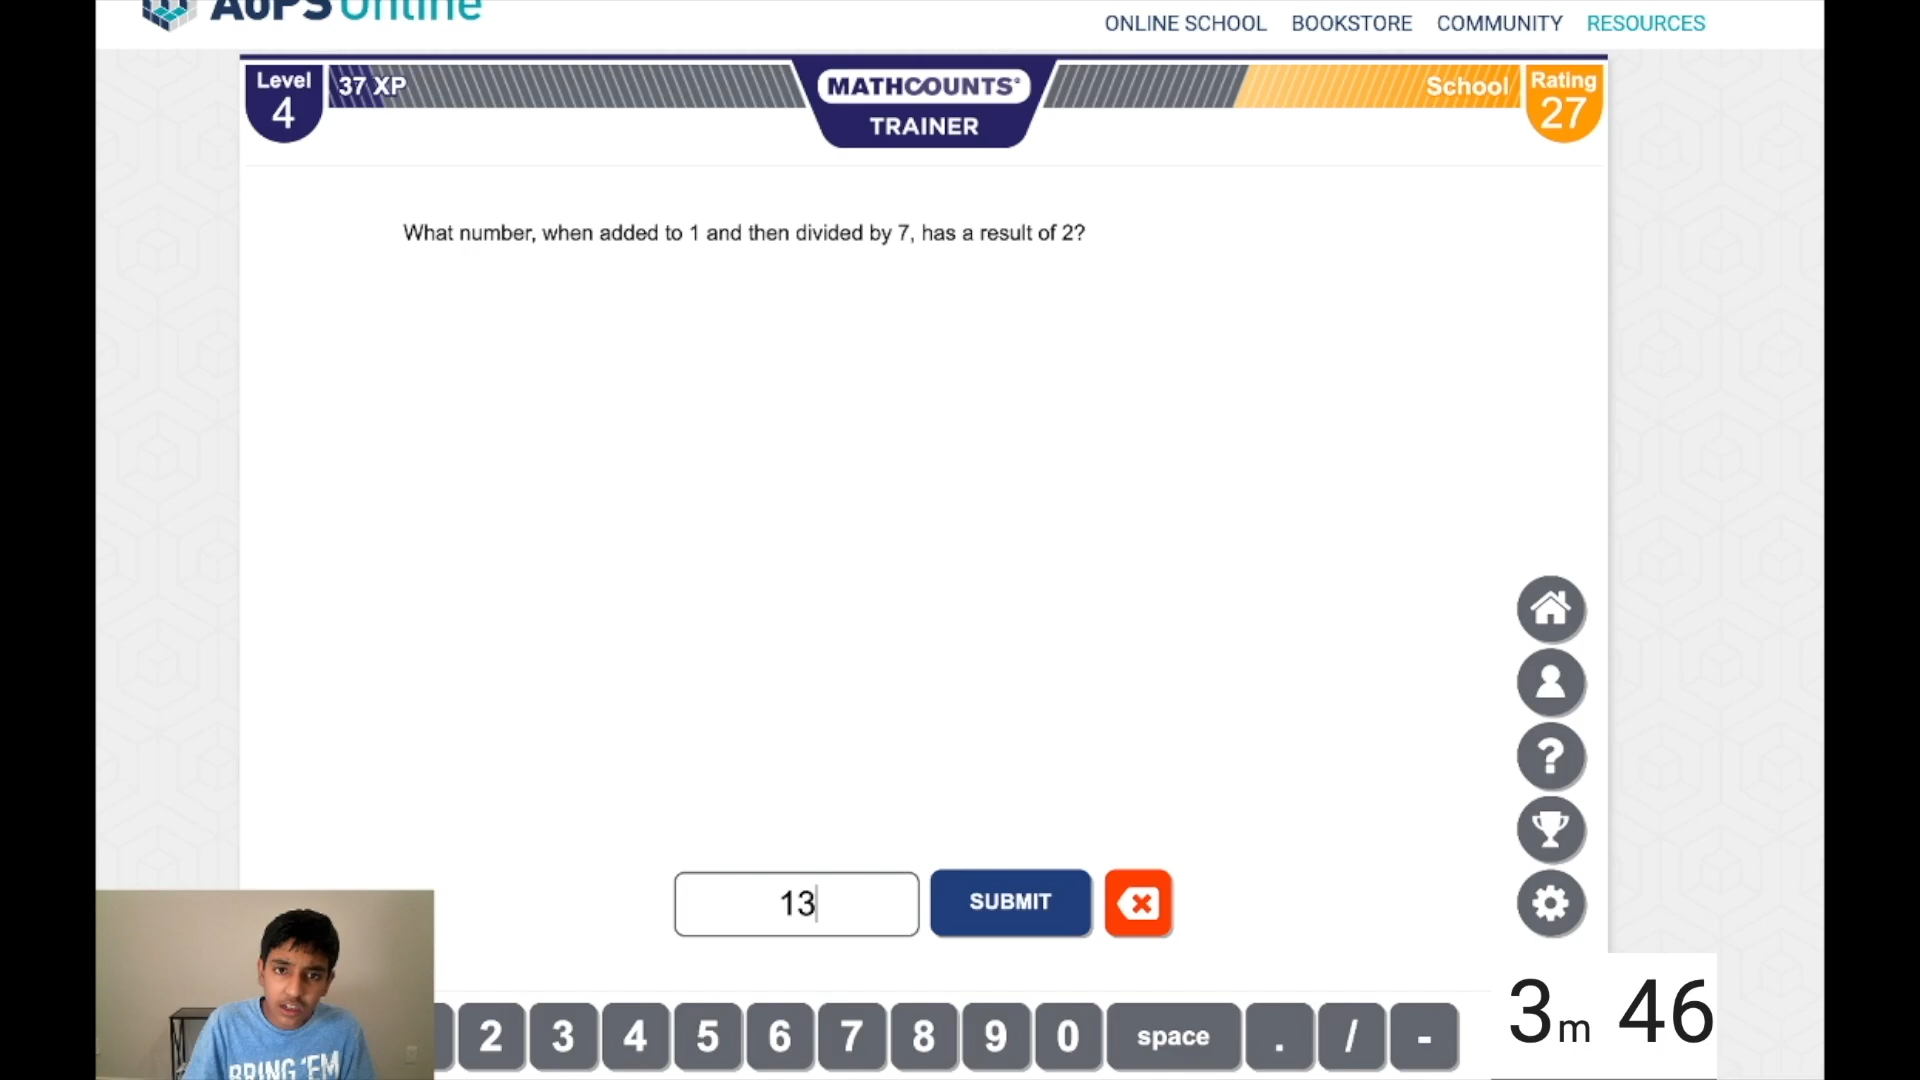 AoPS Online
ONLINE SCHOOL BOOKSTORE COMMUNITY RESOURCES
Level
4
37 XP
MATHCOUNTS®
TRAINER
School
Rating
27
What number, when added to 1 and then divided by 7, has a result of 2?
13
SUBMIT
?
2 3 4 5 6 7 8 9 0 space . / -
3m 46
BRING 'EM